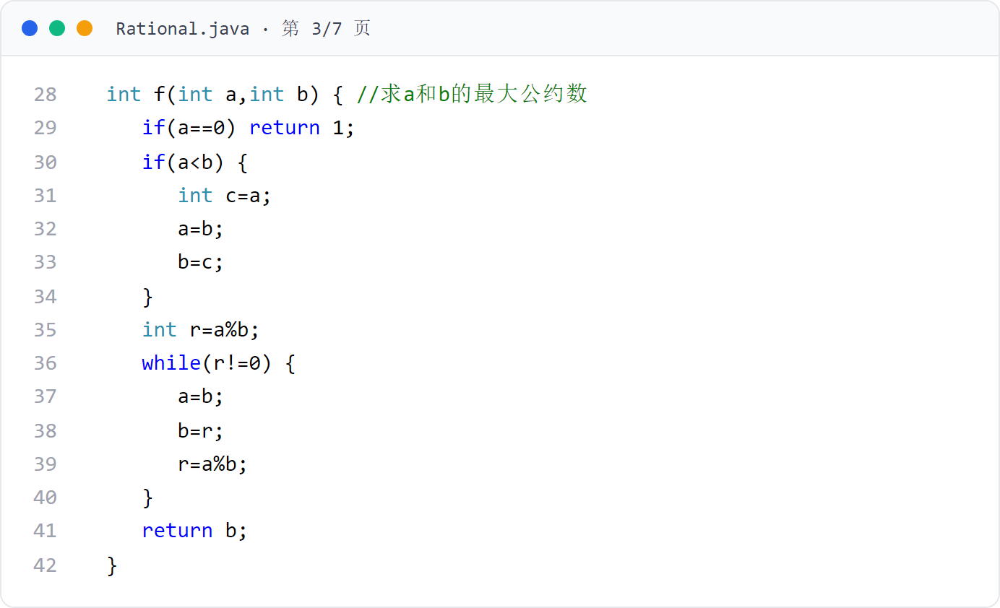 Rational.java · 第 3/7 页
28 int f(int a,int b) { //求a和b的最大公约数
29 if(a==0) return 1;
30 if(a<b) {
31 int c=a;
32 a=b;
33 b=c;
34 }
35 int r=a%b;
36 while(r!=0) {
37 a=b;
38 b=r;
39 r=a%b;
40 }
41 return b;
42 }